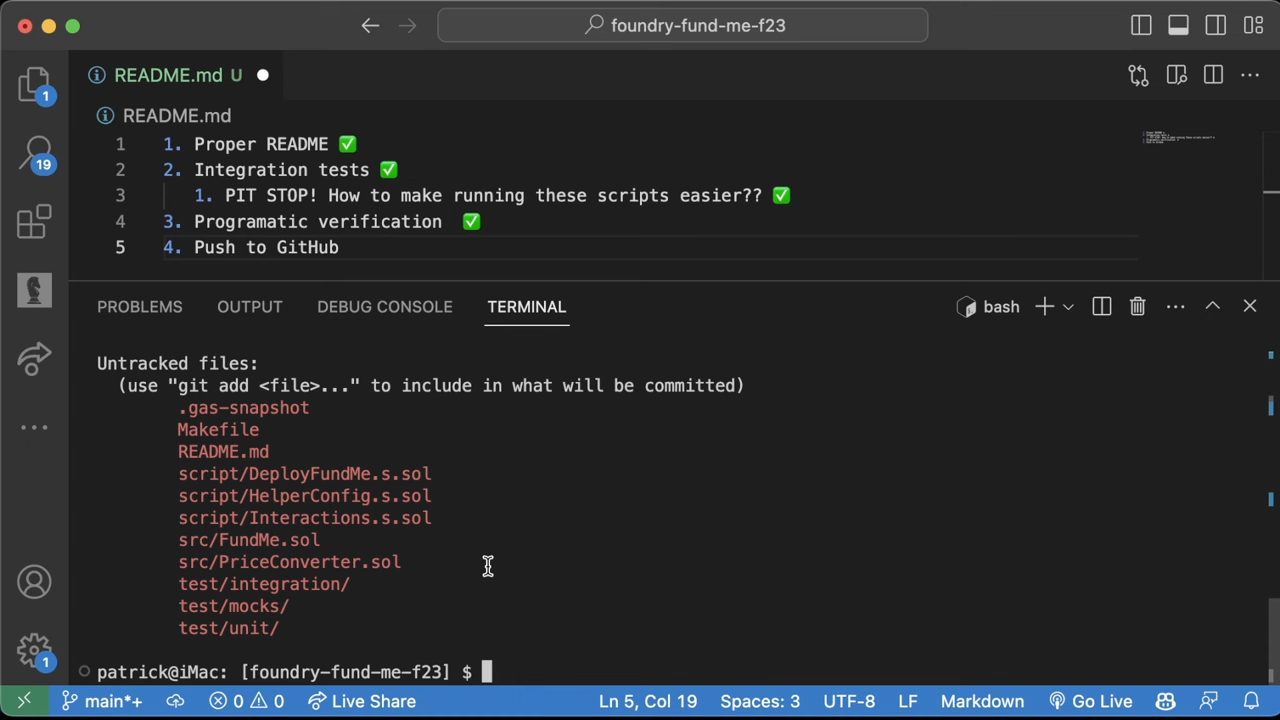 foundry-fund-me-f23
README.md U
README.md
1 1. Proper README ✅
2 2. Integration tests ✅
3 1. PIT STOP! How to make running these scripts easier?? ✅
4 3. Programatic verification ✅
5 4. Push to GitHub
1
19
PROBLEMS OUTPUT DEBUG CONSOLE TERMINAL bash
Untracked files:
(use "git add <file>..." to include in what will be committed)
.gas-snapshot
Makefile
README.md
script/DeployFundMe.s.sol
script/HelperConfig.s.sol
script/Interactions.s.sol
src/FundMe.sol
src/PriceConverter.sol
test/integration/
test/mocks/
test/unit/
patrick@iMac: [foundry-fund-me-f23] $
1
main*+ 0 0 Live Share Ln 5, Col 19 Spaces: 3 UTF-8 LF Markdown Go Live